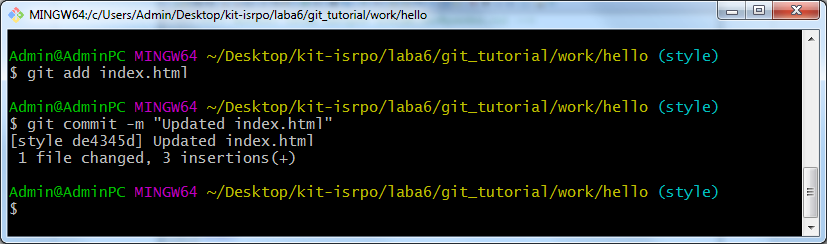 MINGW64:/c/Users/Admin/Desktop/kit-isrpo/laba6/git_tutorial/work/hello
Admin@AdminPC MINGW64 ~/Desktop/kit-isrpo/laba6/git_tutorial/work/hello (style)
$ git add index.html
Admin@AdminPC MINGW64 ~/Desktop/kit-isrpo/laba6/git_tutorial/work/hello (style)
$ git commit -m "Updated index.html"
[style de4345d] Updated index.html
 1 file changed, 3 insertions(+)
Admin@AdminPC MINGW64 ~/Desktop/kit-isrpo/laba6/git_tutorial/work/hello (style)
$